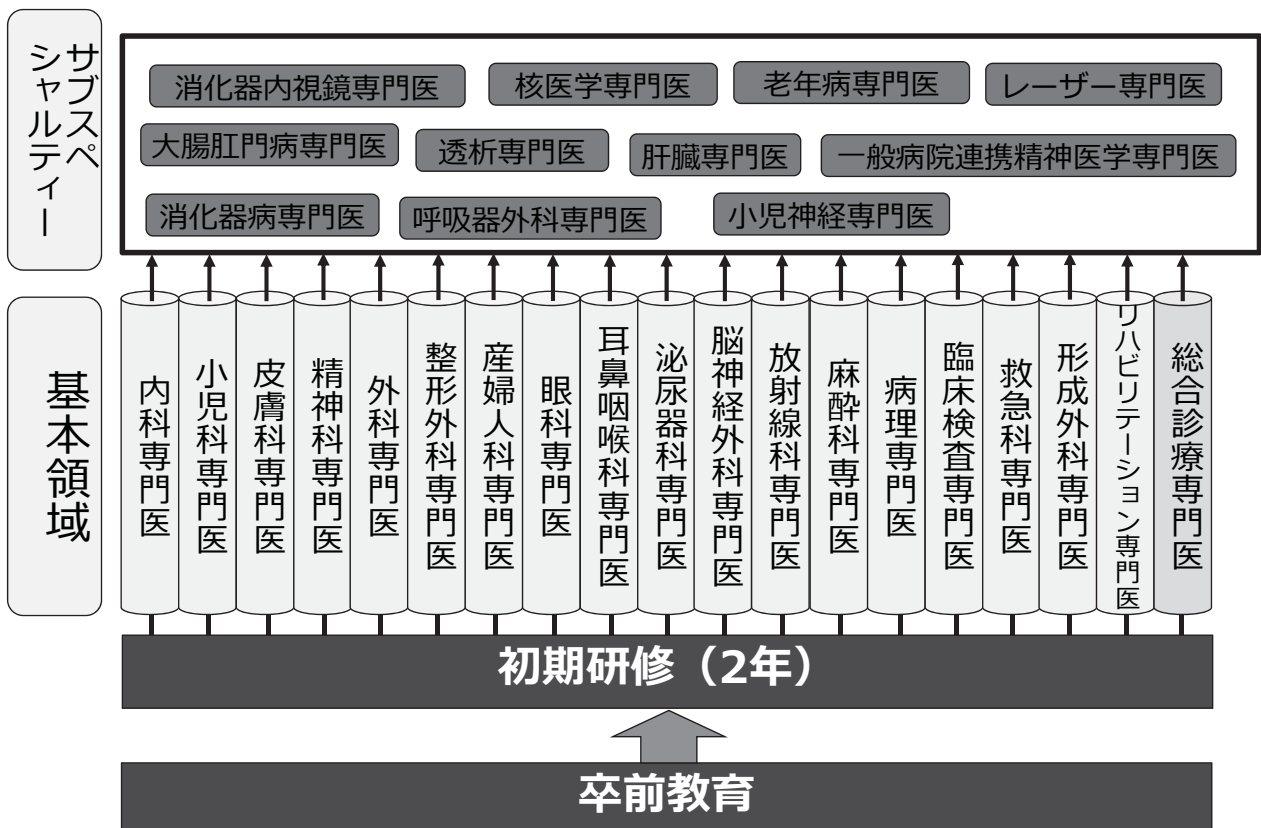 サブスペ
シャルティー
消化器内視鏡専門医
核医学専門医
老年病専門医
レーザー専門医
大腸肛門病専門医
透析専門医
肝臓専門医
一般病院連携精神医学専門医
消化器病専門医
呼吸器外科専門医
小児神経専門医
基本領域
内科専門医
小児科専門医
皮膚科専門医
精神科専門医
外科専門医
整形外科専門医
産婦人科専門医
眼科専門医
耳鼻咽喉科専門医
泌尿器科専門医
脳神経外科専門医
放射線科専門医
麻酔科専門医
病理専門医
臨床検査専門医
救急科専門医
形成外科専門医
リハビリテーション専門医
総合診療専門医
初期研修（2年）
卒前教育